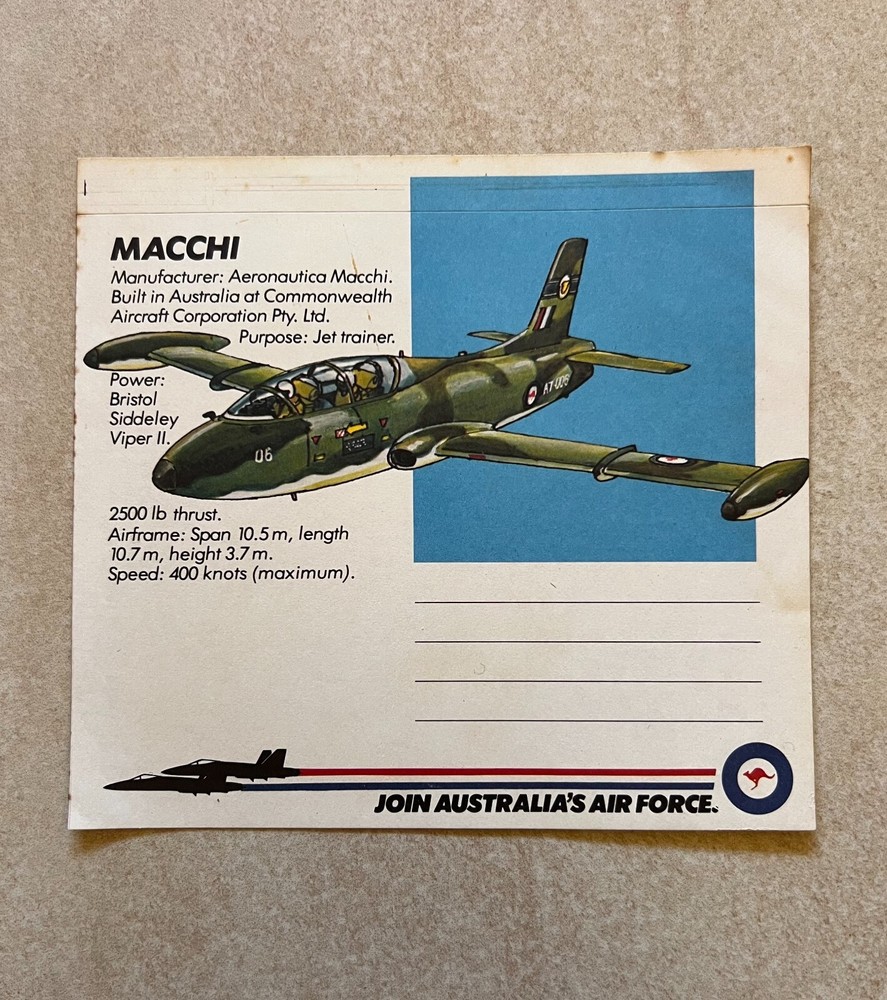 MACCHI
Manufacturer: Aeronautica Macchi.
Built in Australia at Commonwealth
Aircraft Corporation Pty. Ltd.
Purpose: Jet trainer.
Power:
Bristol
Siddeley
Viper II.
06
A7-006
2500 lb thrust.
Airframe: Span 10.5 m, length
10.7 m, height 3.7 m.
Speed: 400 knots (maximum).
JOIN AUSTRALIA'S AIR FORCE.